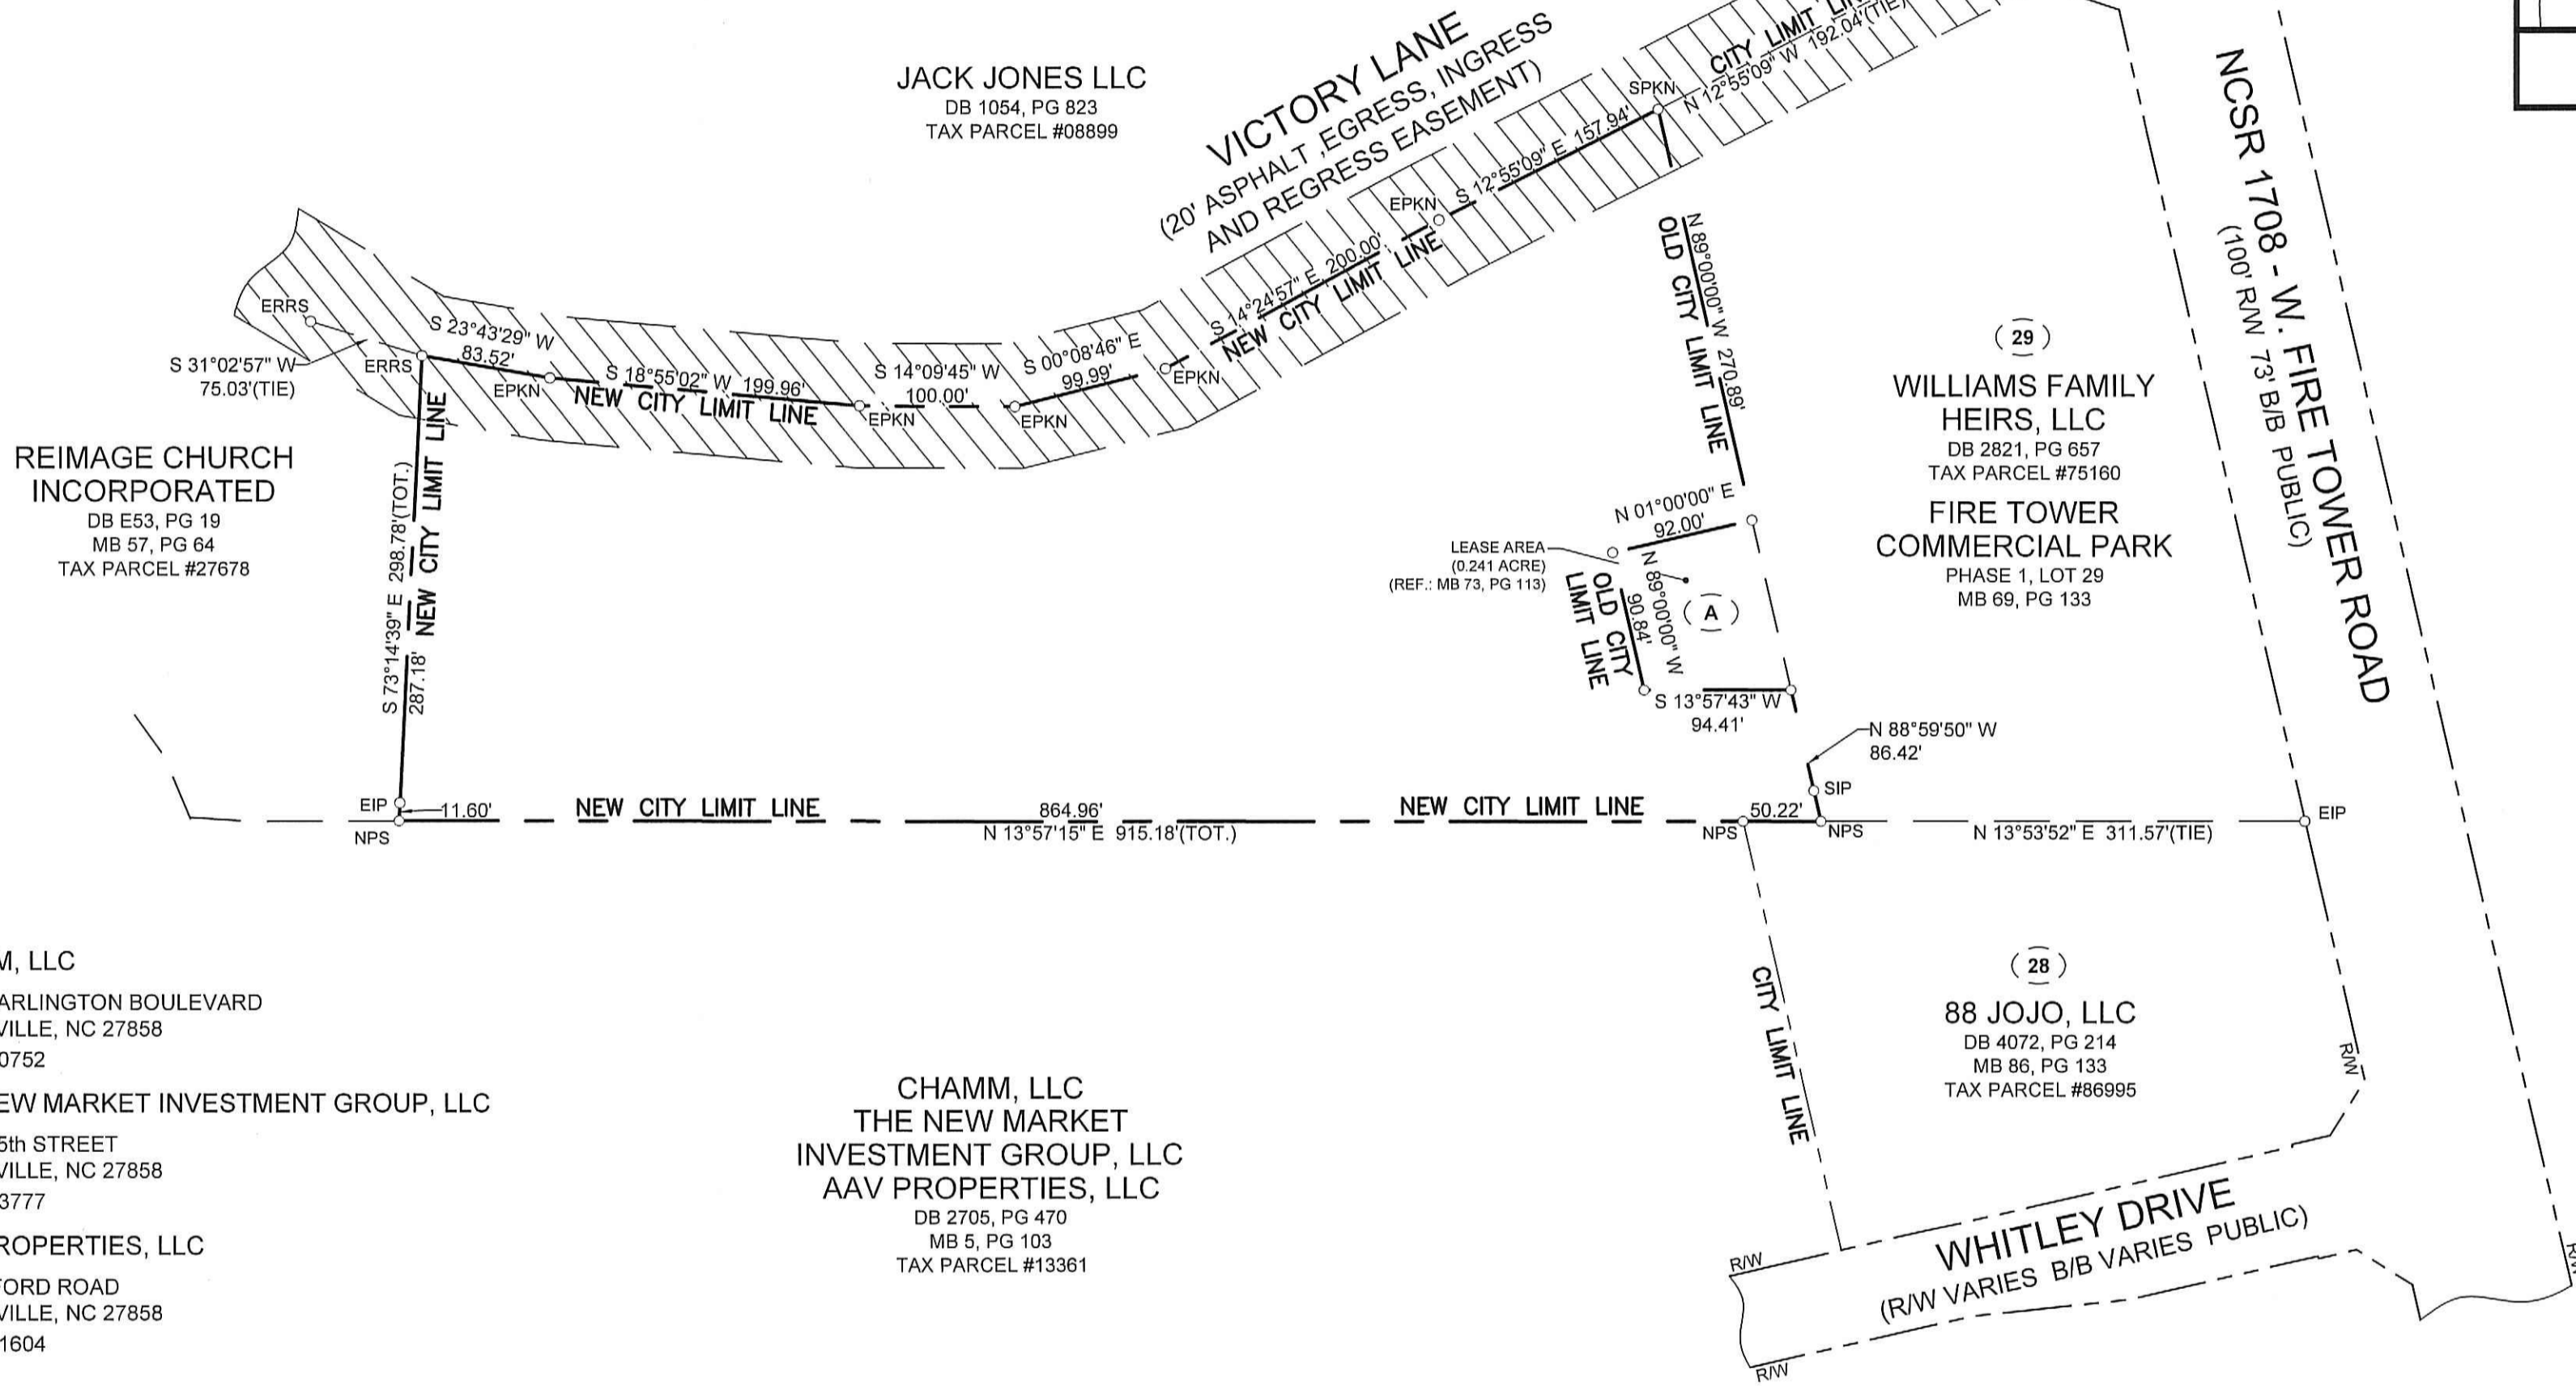 JACK JONES LLC
DB 1054, PG 823
TAX PARCEL #08899
VICTORY LANE
(20' ASPHALT ,EGRESS, INGRESS
AND REGRESS EASEMENT)
CITY LIMIT
N 12°55'09" W 192.04'(TIE)
SPKN
S 12°55'09" E 157.94'
EPKN
S 14°24'57" E 200.00'
NEW CITY LIMIT LINE
EPKN
S 00°08'46" E
99.99'
EPKN
S 14°09'45" W
100.00'
EPKN
S 18°55'02" W 199.96'
NEW CITY LIMIT LINE
EPKN
S 23°43'29" W
83.52'
ERRS
ERRS
S 31°02'57" W
75.03'(TIE)
REIMAGE CHURCH
INCORPORATED
DB E53, PG 19
MB 57, PG 64
TAX PARCEL #27678
S 73°14'39" E 298.78'(TOT.)
287.18'
NEW CITY LIMIT LINE
EIP
11.60'
NPS
NEW CITY LIMIT LINE
864.96'
N 13°57'15" E 915.18'(TOT.)
NEW CITY LIMIT LINE
NPS
50.22'
NPS
N 13°53'52" E 311.57'(TIE)
EIP
SIP
N 88°59'50" W
86.42'
N 89°00'00" W 270.89'
OLD CITY LIMIT LINE
N 01°00'00" E
92.00'
LEASE AREA
(0.241 ACRE)
(REF.: MB 73, PG 113)
OLD CITY
LIMIT LINE
N 89°00'00" W
90.84'
(A)
S 13°57'43" W
94.41'
(29)
WILLIAMS FAMILY
HEIRS, LLC
DB 2821, PG 657
TAX PARCEL #75160
FIRE TOWER
COMMERCIAL PARK
PHASE 1, LOT 29
MB 69, PG 133
NCSR 1708 - W. FIRE TOWER ROAD
(100' R/W 73' B/B PUBLIC)
(28)
88 JOJO, LLC
DB 4072, PG 214
MB 86, PG 133
TAX PARCEL #86995
CITY LIMIT LINE
R/W
R/W
WHITLEY DRIVE
(R/W VARIES B/B VARIES PUBLIC)
R/W
R/W
CHAMM, LLC
THE NEW MARKET
INVESTMENT GROUP, LLC
AAV PROPERTIES, LLC
DB 2705, PG 470
MB 5, PG 103
TAX PARCEL #13361
M, LLC
ARLINGTON BOULEVARD
VILLE, NC 27858
0752
EW MARKET INVESTMENT GROUP, LLC
5th STREET
VILLE, NC 27858
3777
ROPERTIES, LLC
FORD ROAD
VILLE, NC 27858
1604